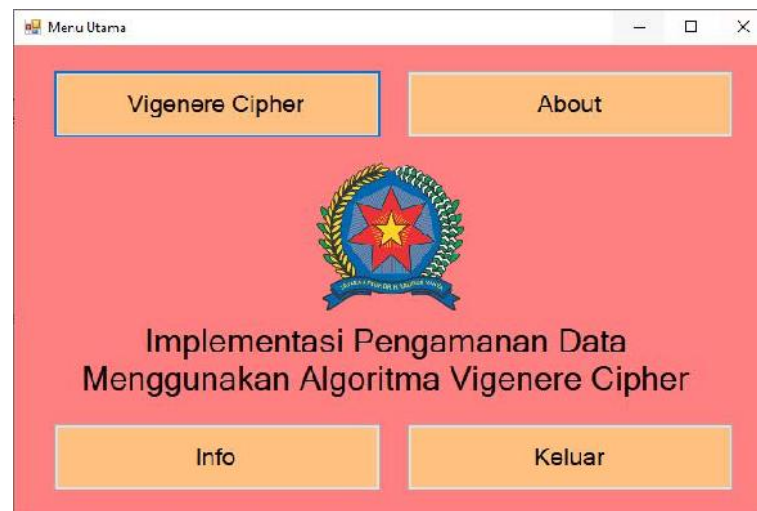 Menu Utama
Vigenere Cipher
About
Implementasi Pengamanan Data
Menggunakan Algoritma Vigenere Cipher
Info
Keluar